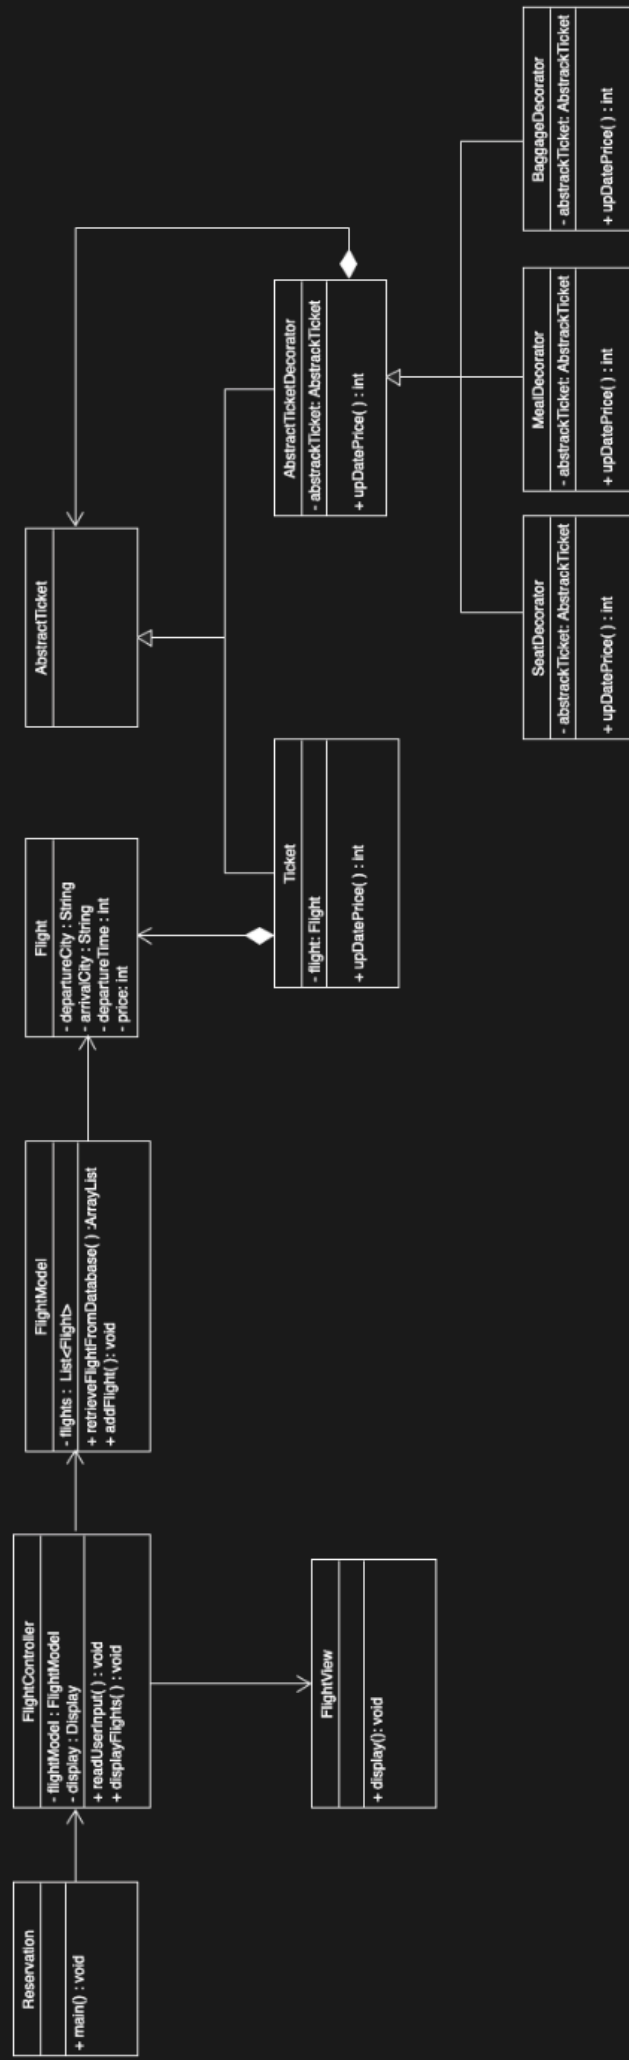 Reservation
+ main() : void
FlightController
- flightModel : FlightModel
- display : Display
+ readUserInput( ) : void
+ displayFlights( ) : void
FlightView
+ display(): void
FlightModel
- flights :  List<Flight>
+ retrieveFlightFromDatabase( ) :ArrayList
+ addFlight( ): void
Flight
- departureCity : String
- arrivalCity : String
- departureTime : int
- price: int
Ticket
- flight: Flight
+ upDatePrice( ) : int
AbstractTicket
AbstractTicketDecorator
- abstrackTicket: AbstrackTicket
+ upDatePrice( ) : int
SeatDecorator
- abstrackTicket: AbstrackTicket
+ upDatePrice( ) : int
MealDecorator
- abstrackTicket: AbstrackTicket
+ upDatePrice( ) : int
BaggageDecorator
- abstrackTicket: AbstrackTicket
+ upDatePrice( ) : int